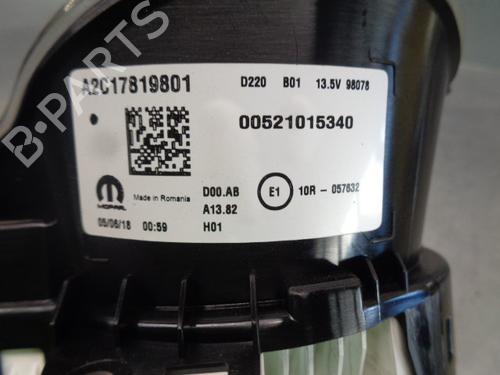 B-PARTS
A2C17819801 D220 B01 13.5V 98078
00521015340
MOPAR Made in Romania D00.AB E1 10R - 057632
A13.82
05/06/18 00:59 H01